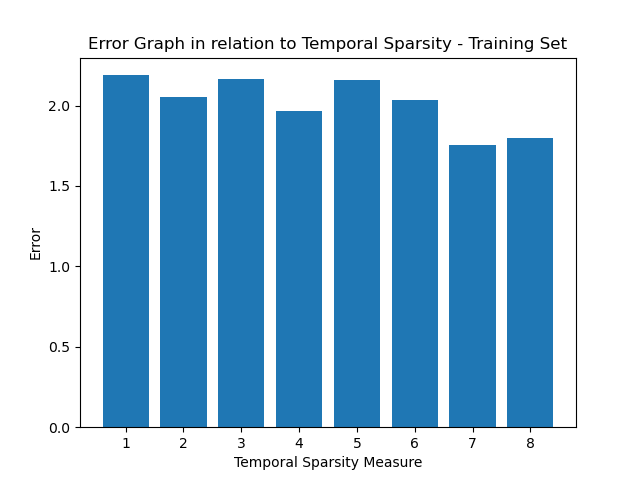 Error Graph in relation to Temporal Sparsity - Training Set
2.0
1.5
1.0
0.5
0.0
Error
1 2 3 4 5 6 7 8
Temporal Sparsity Measure